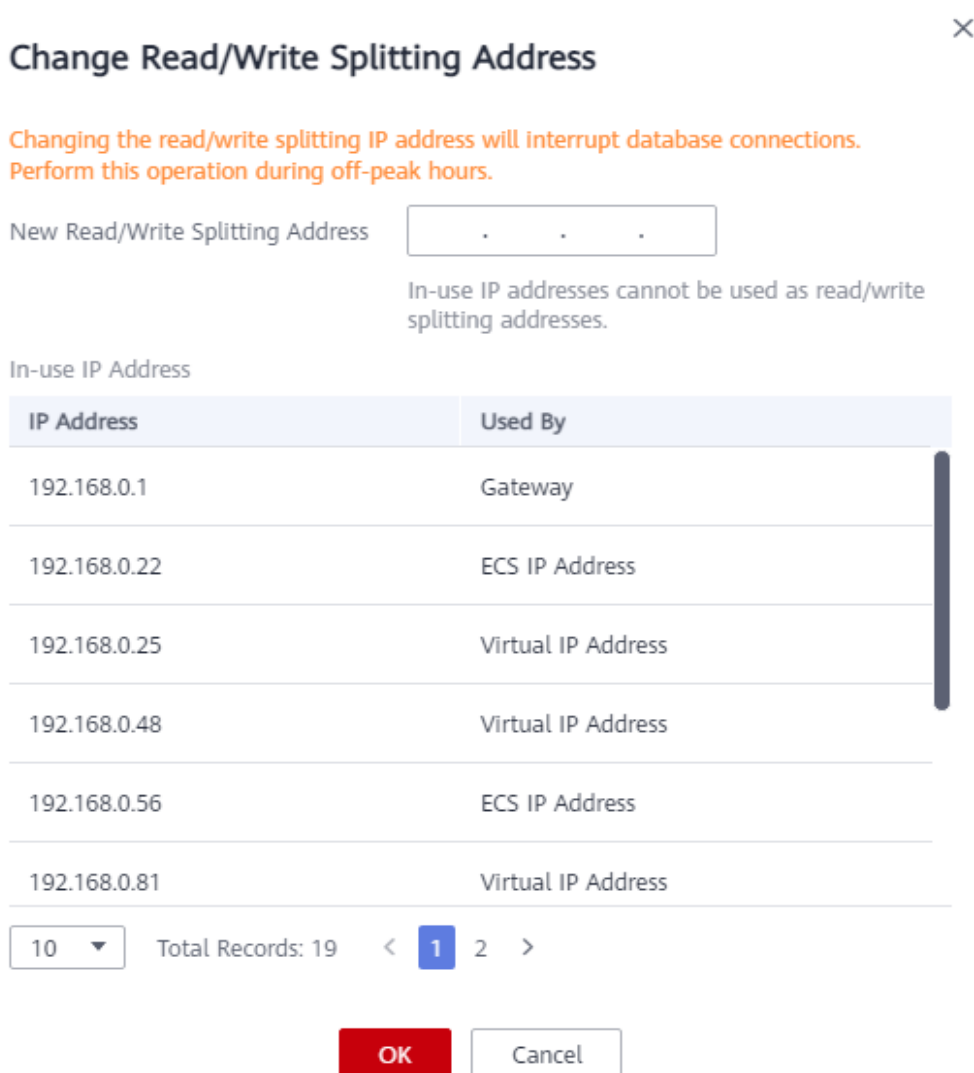 Change Read/Write Splitting Address
Changing the read/write splitting IP address will interrupt database connections.
Perform this operation during off-peak hours.
New Read/Write Splitting Address . . .
In-use IP addresses cannot be used as read/write
splitting addresses.
In-use IP Address
IP Address Used By
192.168.0.1 Gateway
192.168.0.22 ECS IP Address
192.168.0.25 Virtual IP Address
192.168.0.48 Virtual IP Address
192.168.0.56 ECS IP Address
192.168.0.81 Virtual IP Address
10 Total Records: 19 < 1 2 >
OK Cancel